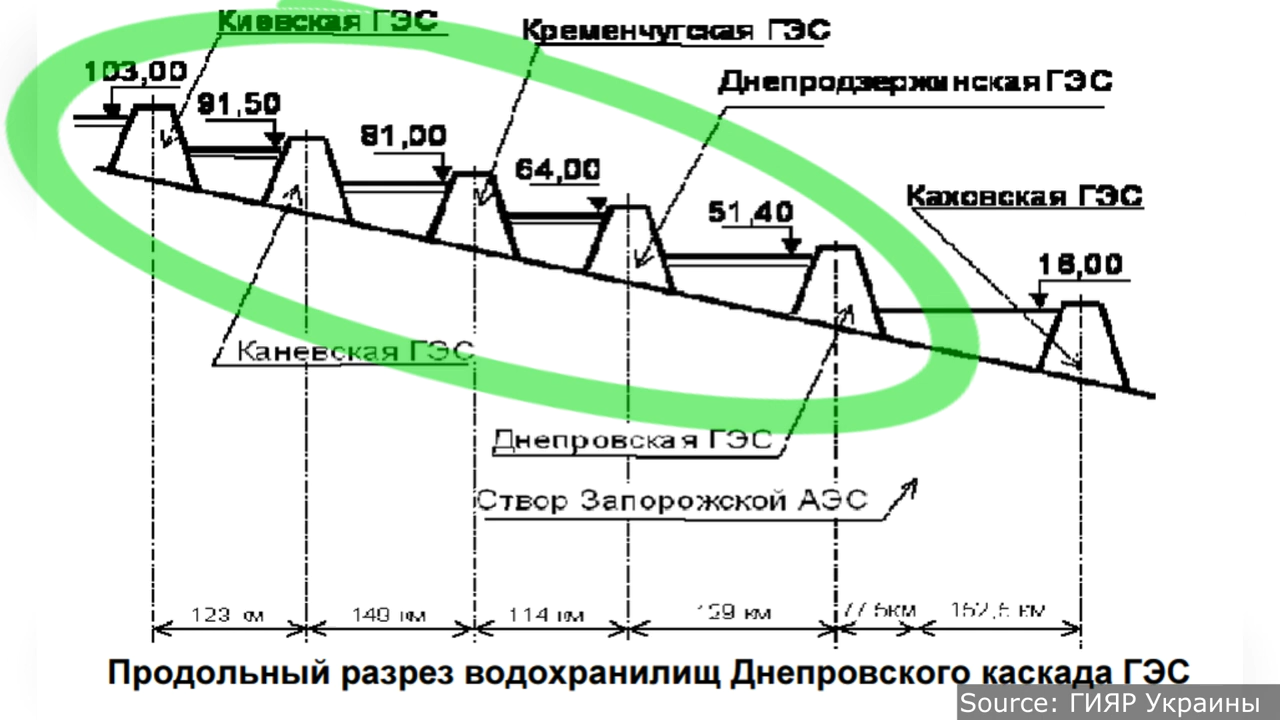 Киевская ГЭС
Кременчугская ГЭС
103,00
Днепродзержинская ГЭС
91,50
81,00
64,00
Каховская ГЭС
51,40
16,00
Каневская ГЭС
Днепровская ГЭС
Створ Запорожской АЭС
123 км
149 км
114 км
129 км
77,5км
152,5 км
Продольный разрез водохранилищ Днепровского каскада ГЭС
Source: ГИЯР Украины